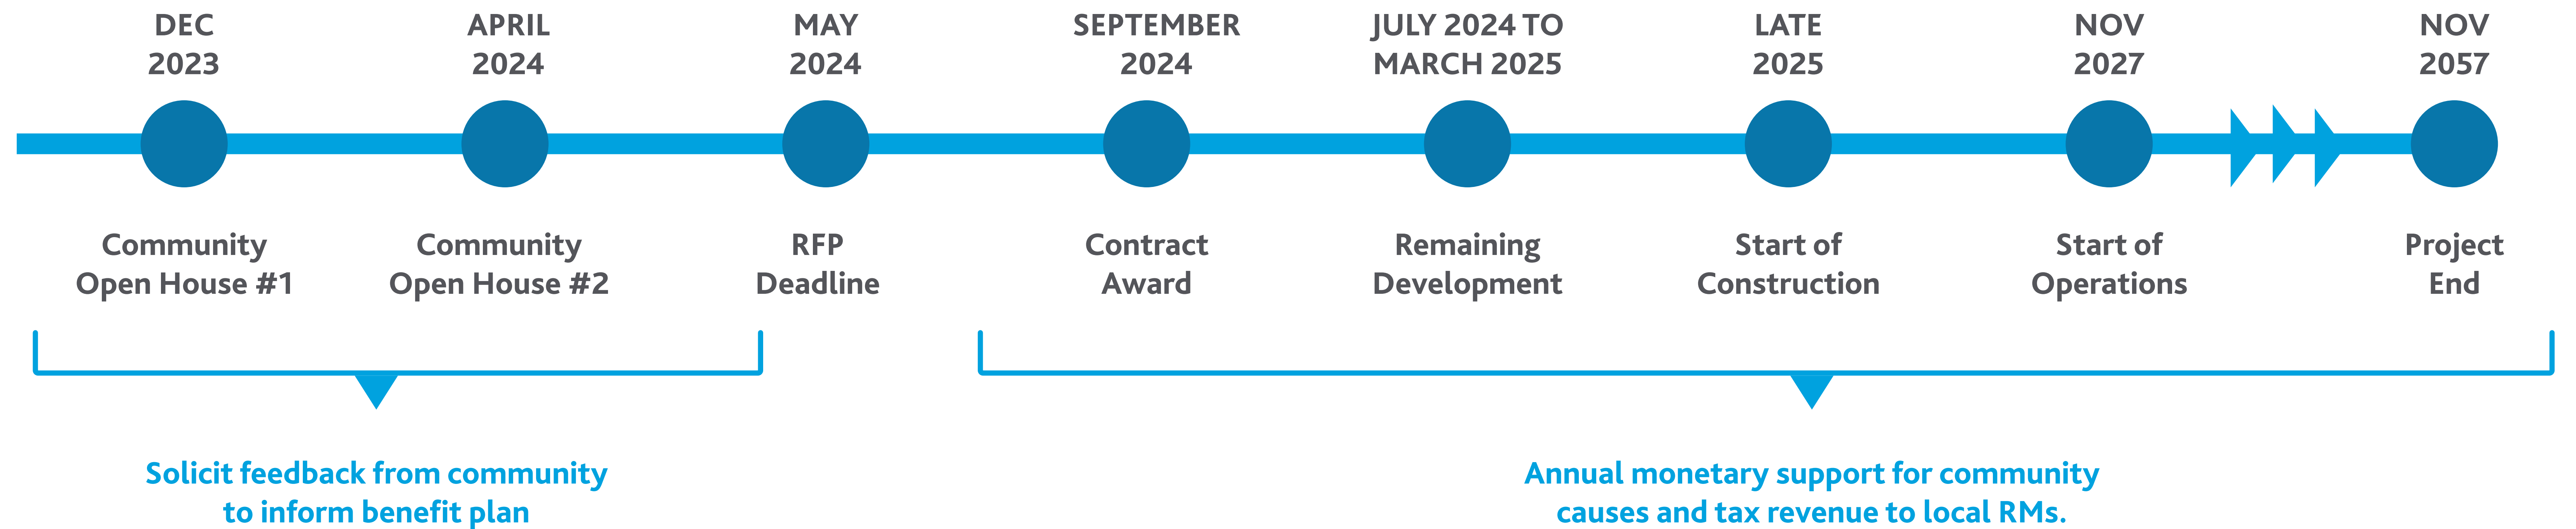 DEC
2023
APRIL
2024
MAY
2024
SEPTEMBER
2024
JULY 2024 TO
MARCH 2025
LATE
2025
NOV
2027
NOV
2057
Community
Open House #1
Community
Open House #2
RFP
Deadline
Contract
Award
Remaining
Development
Start of
Construction
Start of
Operations
Project
End
Solicit feedback from community
to inform benefit plan
Annual monetary support for community
causes and tax revenue to local RMs.